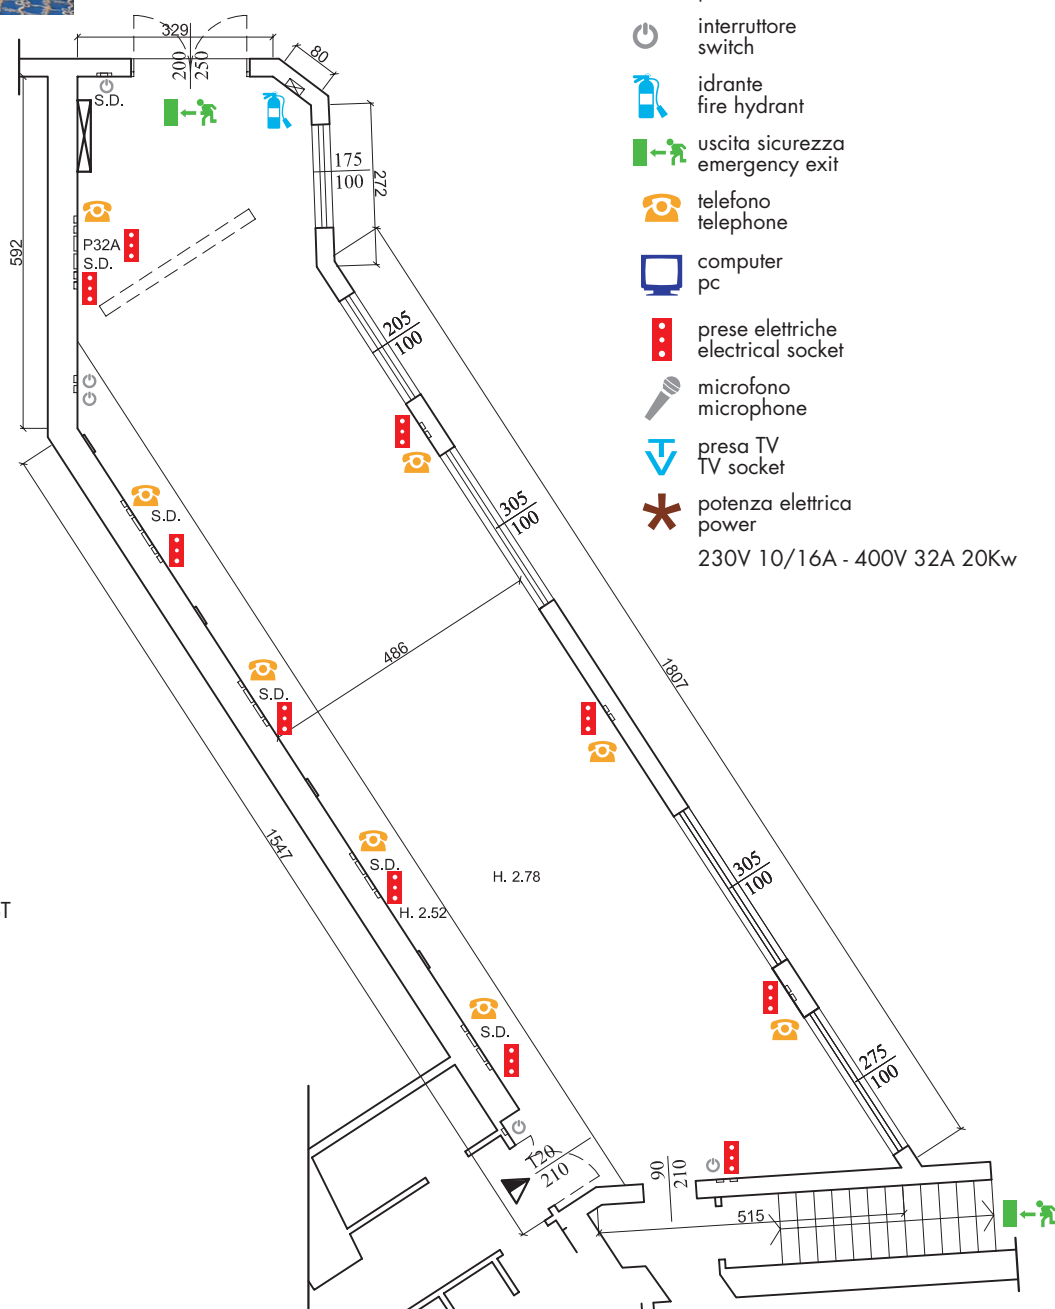 interruttore
switch
idrante
fire hydrant
uscita sicurezza
emergency exit
telefono
telephone
computer
pc
prese elettriche
electrical socket
microfono
microphone
presa TV
TV socket
potenza elettrica
power
230V 10/16A - 400V 32A 20Kw
329
200
250
80
S.D.
175
100
272
592
P32A
S.D.
205
100
305
100
S.D.
486
1807
S.D.
1547
S.D.
H. 2.78
H. 2.52
305
100
T
S.D.
275
100
120
210
90
210
515